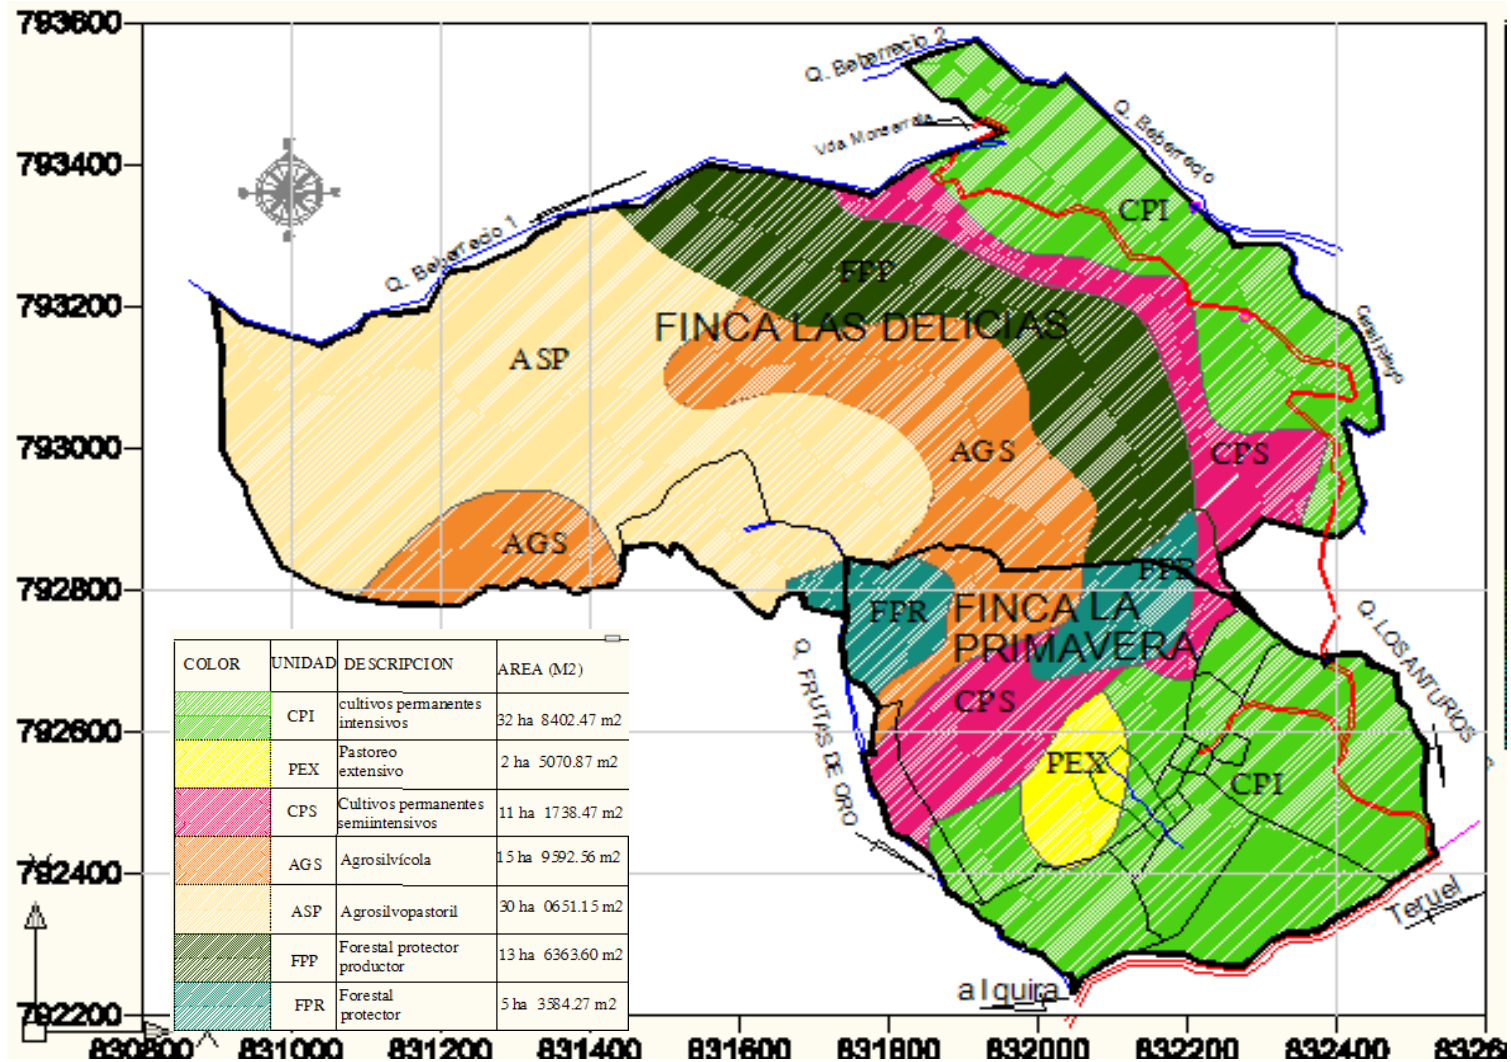 793600
793400
793200
793000
792800
792600
792400
792200
830800
831000
831200
831400
831600
831800
832000
832200
832400
Q. Beberrecio 2
Q. Beberrecio
Vda Monserrate
Q. Beberrecio 1
CPI
FPP
FINCA LAS DELICIAS
ASP
AGS
CPS
AGS
FPR
FPR
FINCA LA
PRIMAVERA
CPS
PEX
CPI
Q. FRUTAS DE ORO
Q. LOS ANTURIOS
Teruel
a I quira
COLOR UNIDAD DESCRIPCION AREA (M2)
CPI cultivos permanentes intensivos 32 ha 8402.47 m2
PEX Pastoreo extensivo 2 ha 5070.87 m2
CPS Cultivos permanentes semiintensivos 11 ha 1738.47 m2
AGS Agrosilvícola 15 ha 9592.56 m2
ASP Agrosilvopastoril 30 ha 0651.15 m2
FPP Forestal protector productor 13 ha 6363.60 m2
FPR Forestal protector 5 ha 3584.27 m2